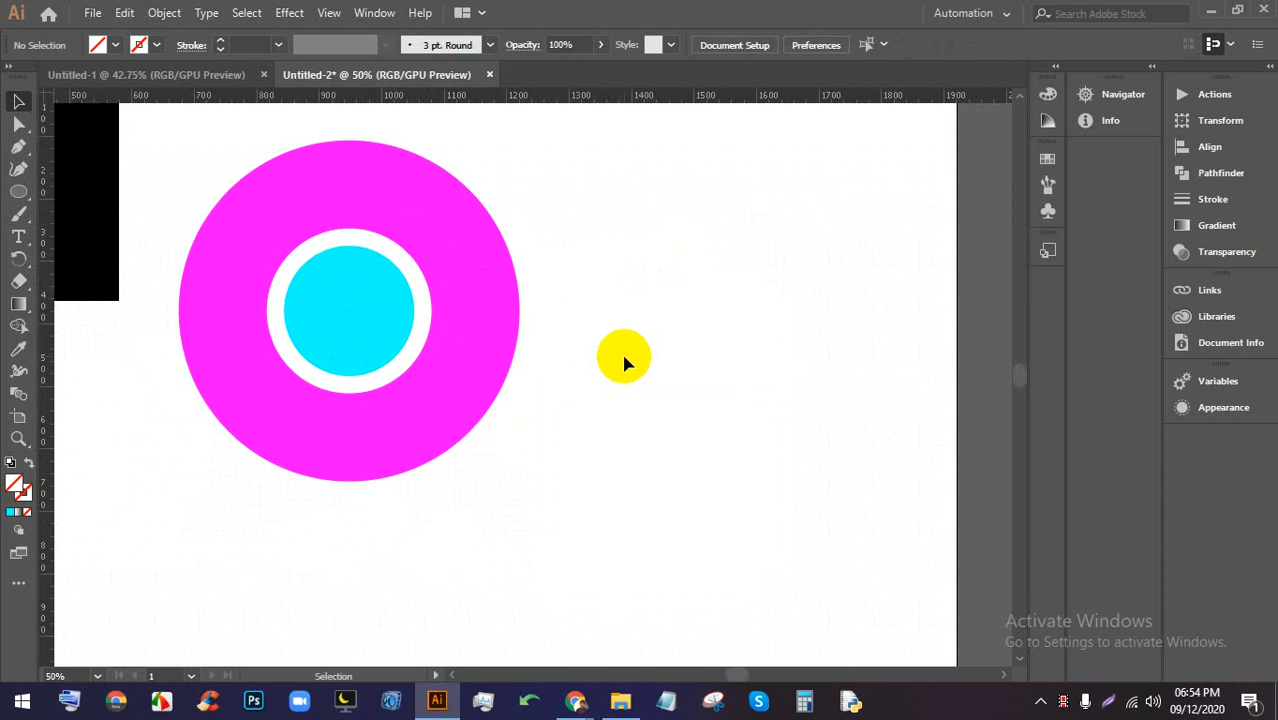 Ai File Edit Object Type Select Effect View Window Help Automation Search Adobe Stock
No Selection Stroke: 3 pt. Round Opacity: 100% Style: Document Setup Preferences
Untitled-1 @ 42.75% (RGB/GPU Preview) × Untitled-2* @ 50% (RGB/GPU Preview) ×
500 600 700 800 900 1000 1100 1200 1300 1400 1500 1600 1700 1800 1900
Navigator
Info
Actions
Transform
Align
Pathfinder
Stroke
Gradient
Transparency
Links
Libraries
Document Info
Variables
Appearance
Activate Windows
Go to Settings to activate Windows.
50% 1 Selection
Ps Ai S 06:54 PM
09/12/2020 1